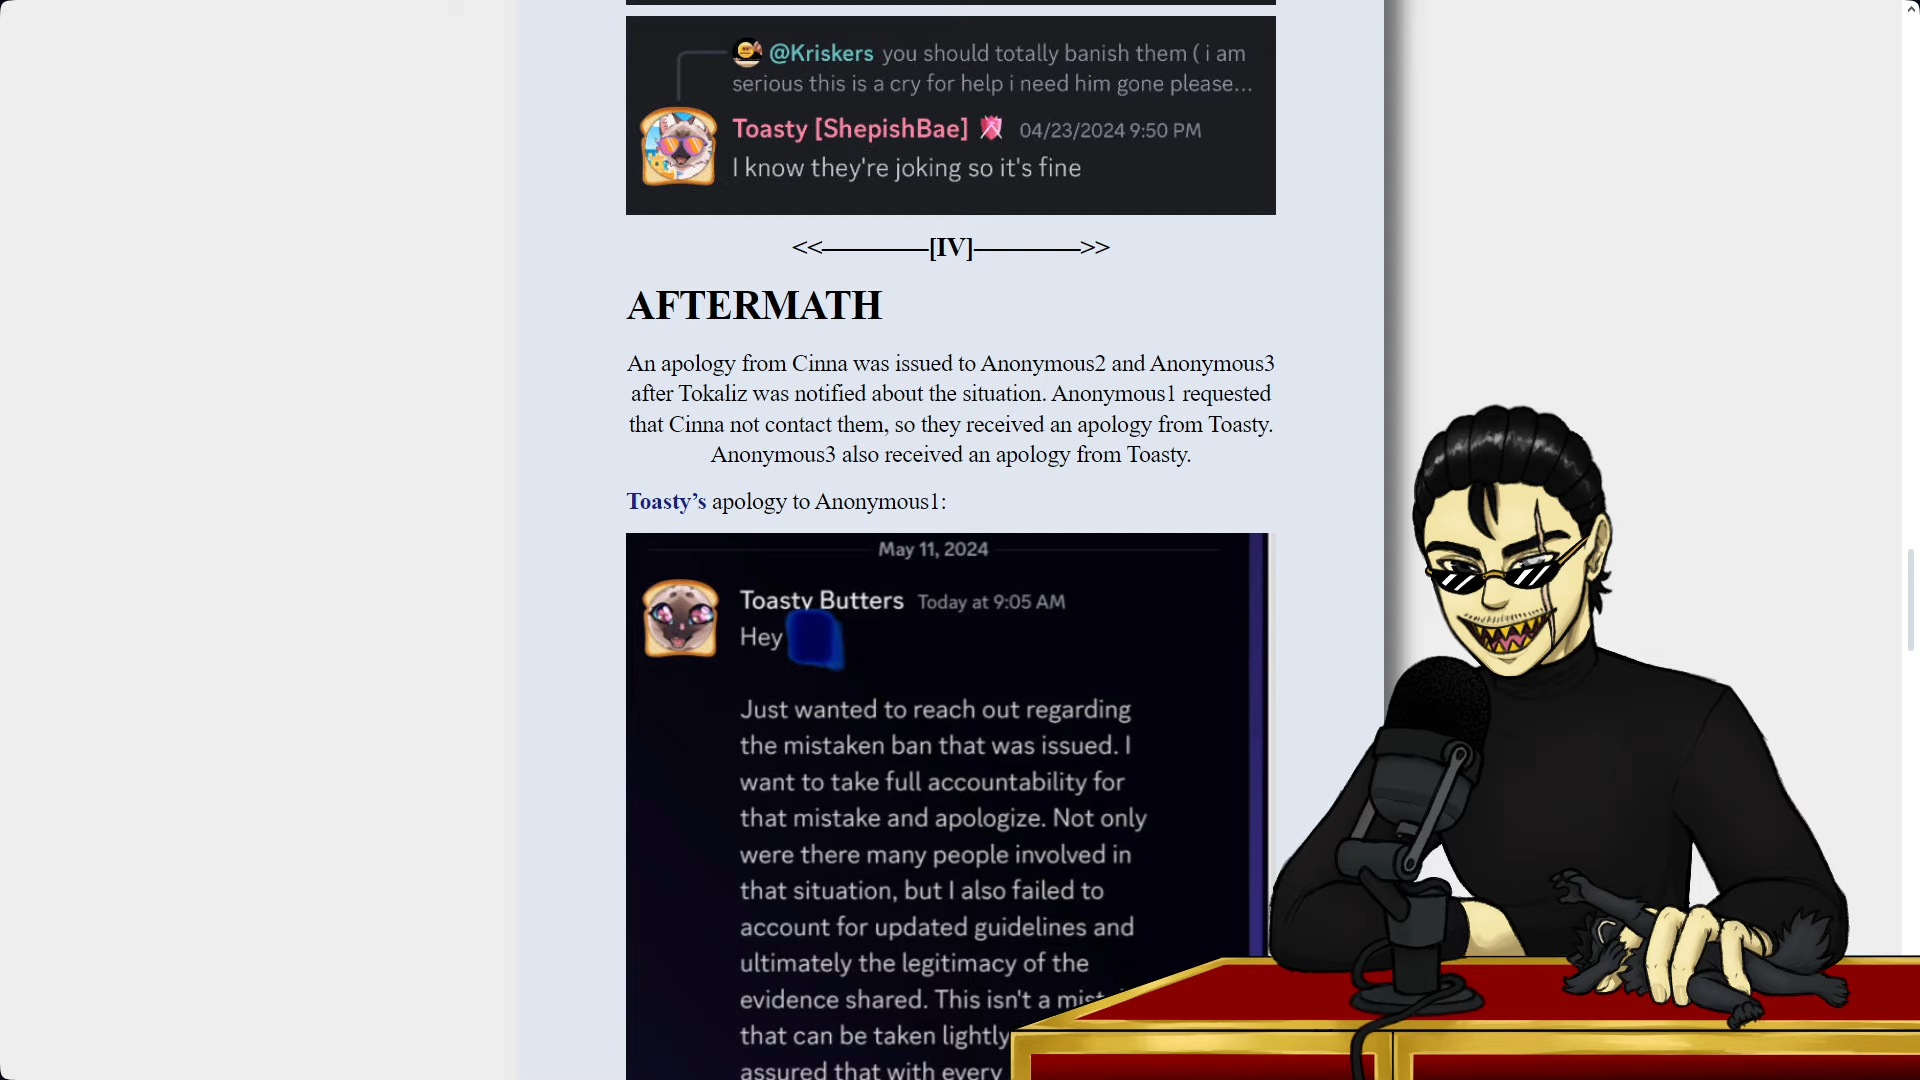 @Kriskers you should totally banish them ( i am
serious this is a cry for help i need him gone please...
Toasty [ShepishBae] 04/23/2024 9:50 PM
I know they're joking so it's fine
<<————[IV]————>>
AFTERMATH
An apology from Cinna was issued to Anonymous2 and Anonymous3
after Tokaliz was notified about the situation. Anonymous1 requested
that Cinna not contact them, so they received an apology from Toasty.
Anonymous3 also received an apology from Toasty.
Toasty’s apology to Anonymous1:
May 11, 2024
Toasty Butters Today at 9:05 AM
Hey
Just wanted to reach out regarding
the mistaken ban that was issued. I
want to take full accountability for
that mistake and apologize. Not only
were there many people involved in
that situation, but I also failed to
account for updated guidelines and
ultimately the legitimacy of the
evidence shared. This isn't a
that can be taken lightly
assured that with every